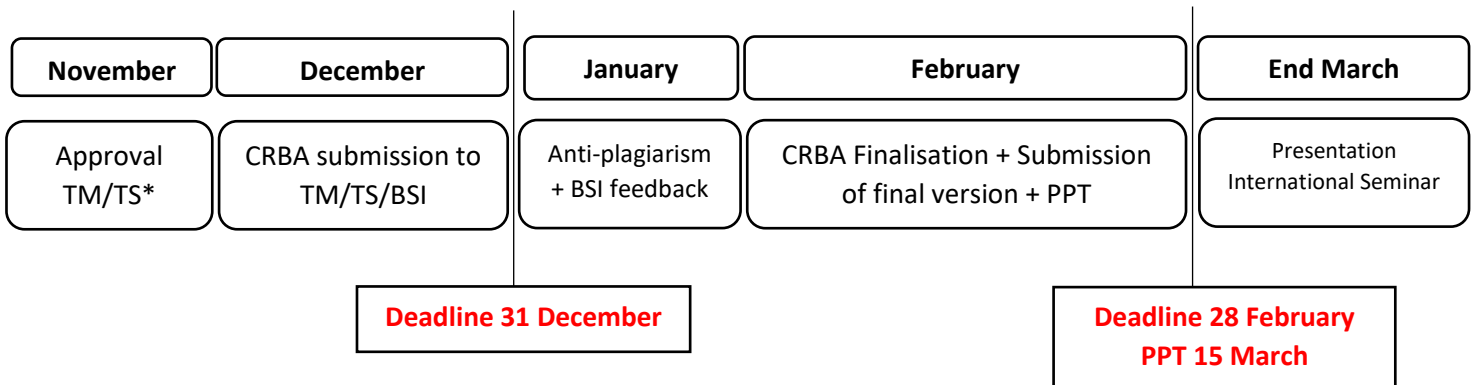 November
December
January
February
End March
Approval
TM/TS*
CRBA submission to
TM/TS/BSI
Anti-plagiarism
+ BSI feedback
CRBA Finalisation + Submission
of final version + PPT
Presentation
International Seminar
Deadline 31 December
Deadline 28 February
PPT 15 March